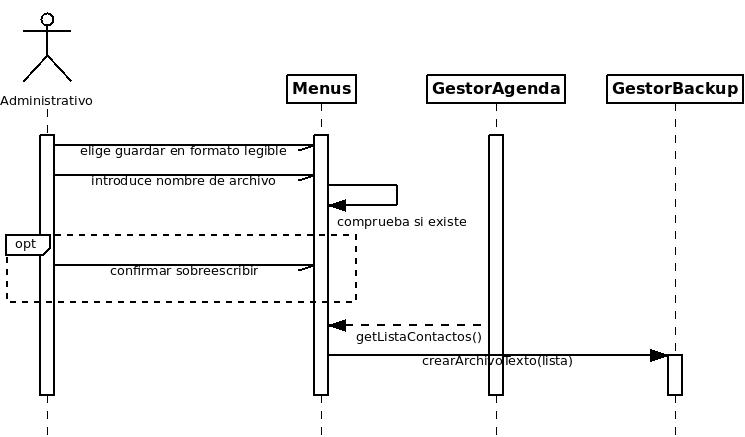 Administrativo
Menus
GestorAgenda
GestorBackup
elige guardar en formato legible
introduce nombre de archivo
comprueba si existe
opt
confirmar sobreescribir
getListaContactos()
crearArchivoTexto(lista)